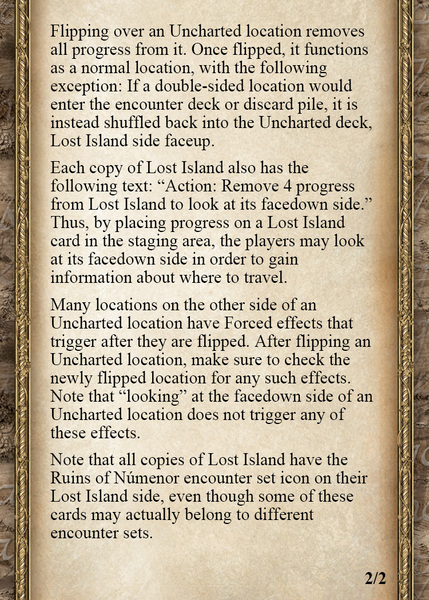 Flipping over an Uncharted location removes
all progress from it. Once flipped, it functions
as a normal location, with the following
exception: If a double-sided location would
enter the encounter deck or discard pile, it is
instead shuffled back into the Uncharted deck,
Lost Island side faceup.
Each copy of Lost Island also has the
following text: “Action: Remove 4 progress
from Lost Island to look at its facedown side.”
Thus, by placing progress on a Lost Island
card in the staging area, the players may look
at its facedown side in order to gain
information about where to travel.
Many locations on the other side of an
Uncharted location have Forced effects that
trigger after they are flipped. After flipping an
Uncharted location, make sure to check the
newly flipped location for any such effects.
Note that “looking” at the facedown side of an
Uncharted location does not trigger any of
these effects.
Note that all copies of Lost Island have the
Ruins of Númenor encounter set icon on their
Lost Island side, even though some of these
cards may actually belong to different
encounter sets.
2/2